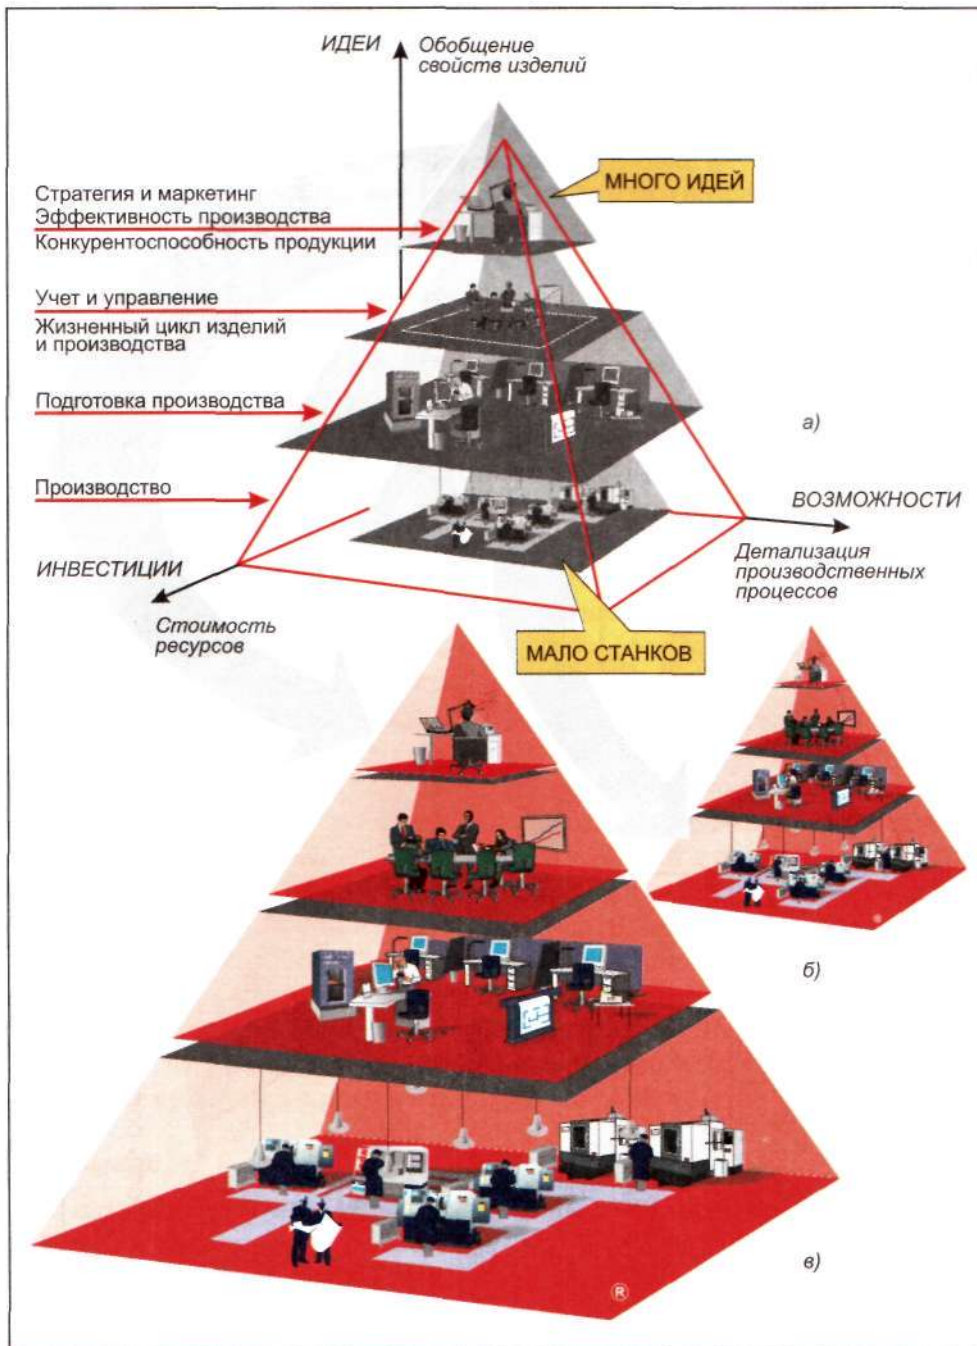 ИДЕИ
Обобщение
свойств изделий
МНОГО ИДЕЙ
Стратегия и маркетинг
Эффективность производства
Конкурентоспособность продукции
Учет и управление
Жизненный цикл изделий
и производства
Подготовка производства
а)
Производство
ВОЗМОЖНОСТИ
Детализация
производственных
процессов
ИНВЕСТИЦИИ
Стоимость
ресурсов
МАЛО СТАНКОВ
б)
в)
®
®